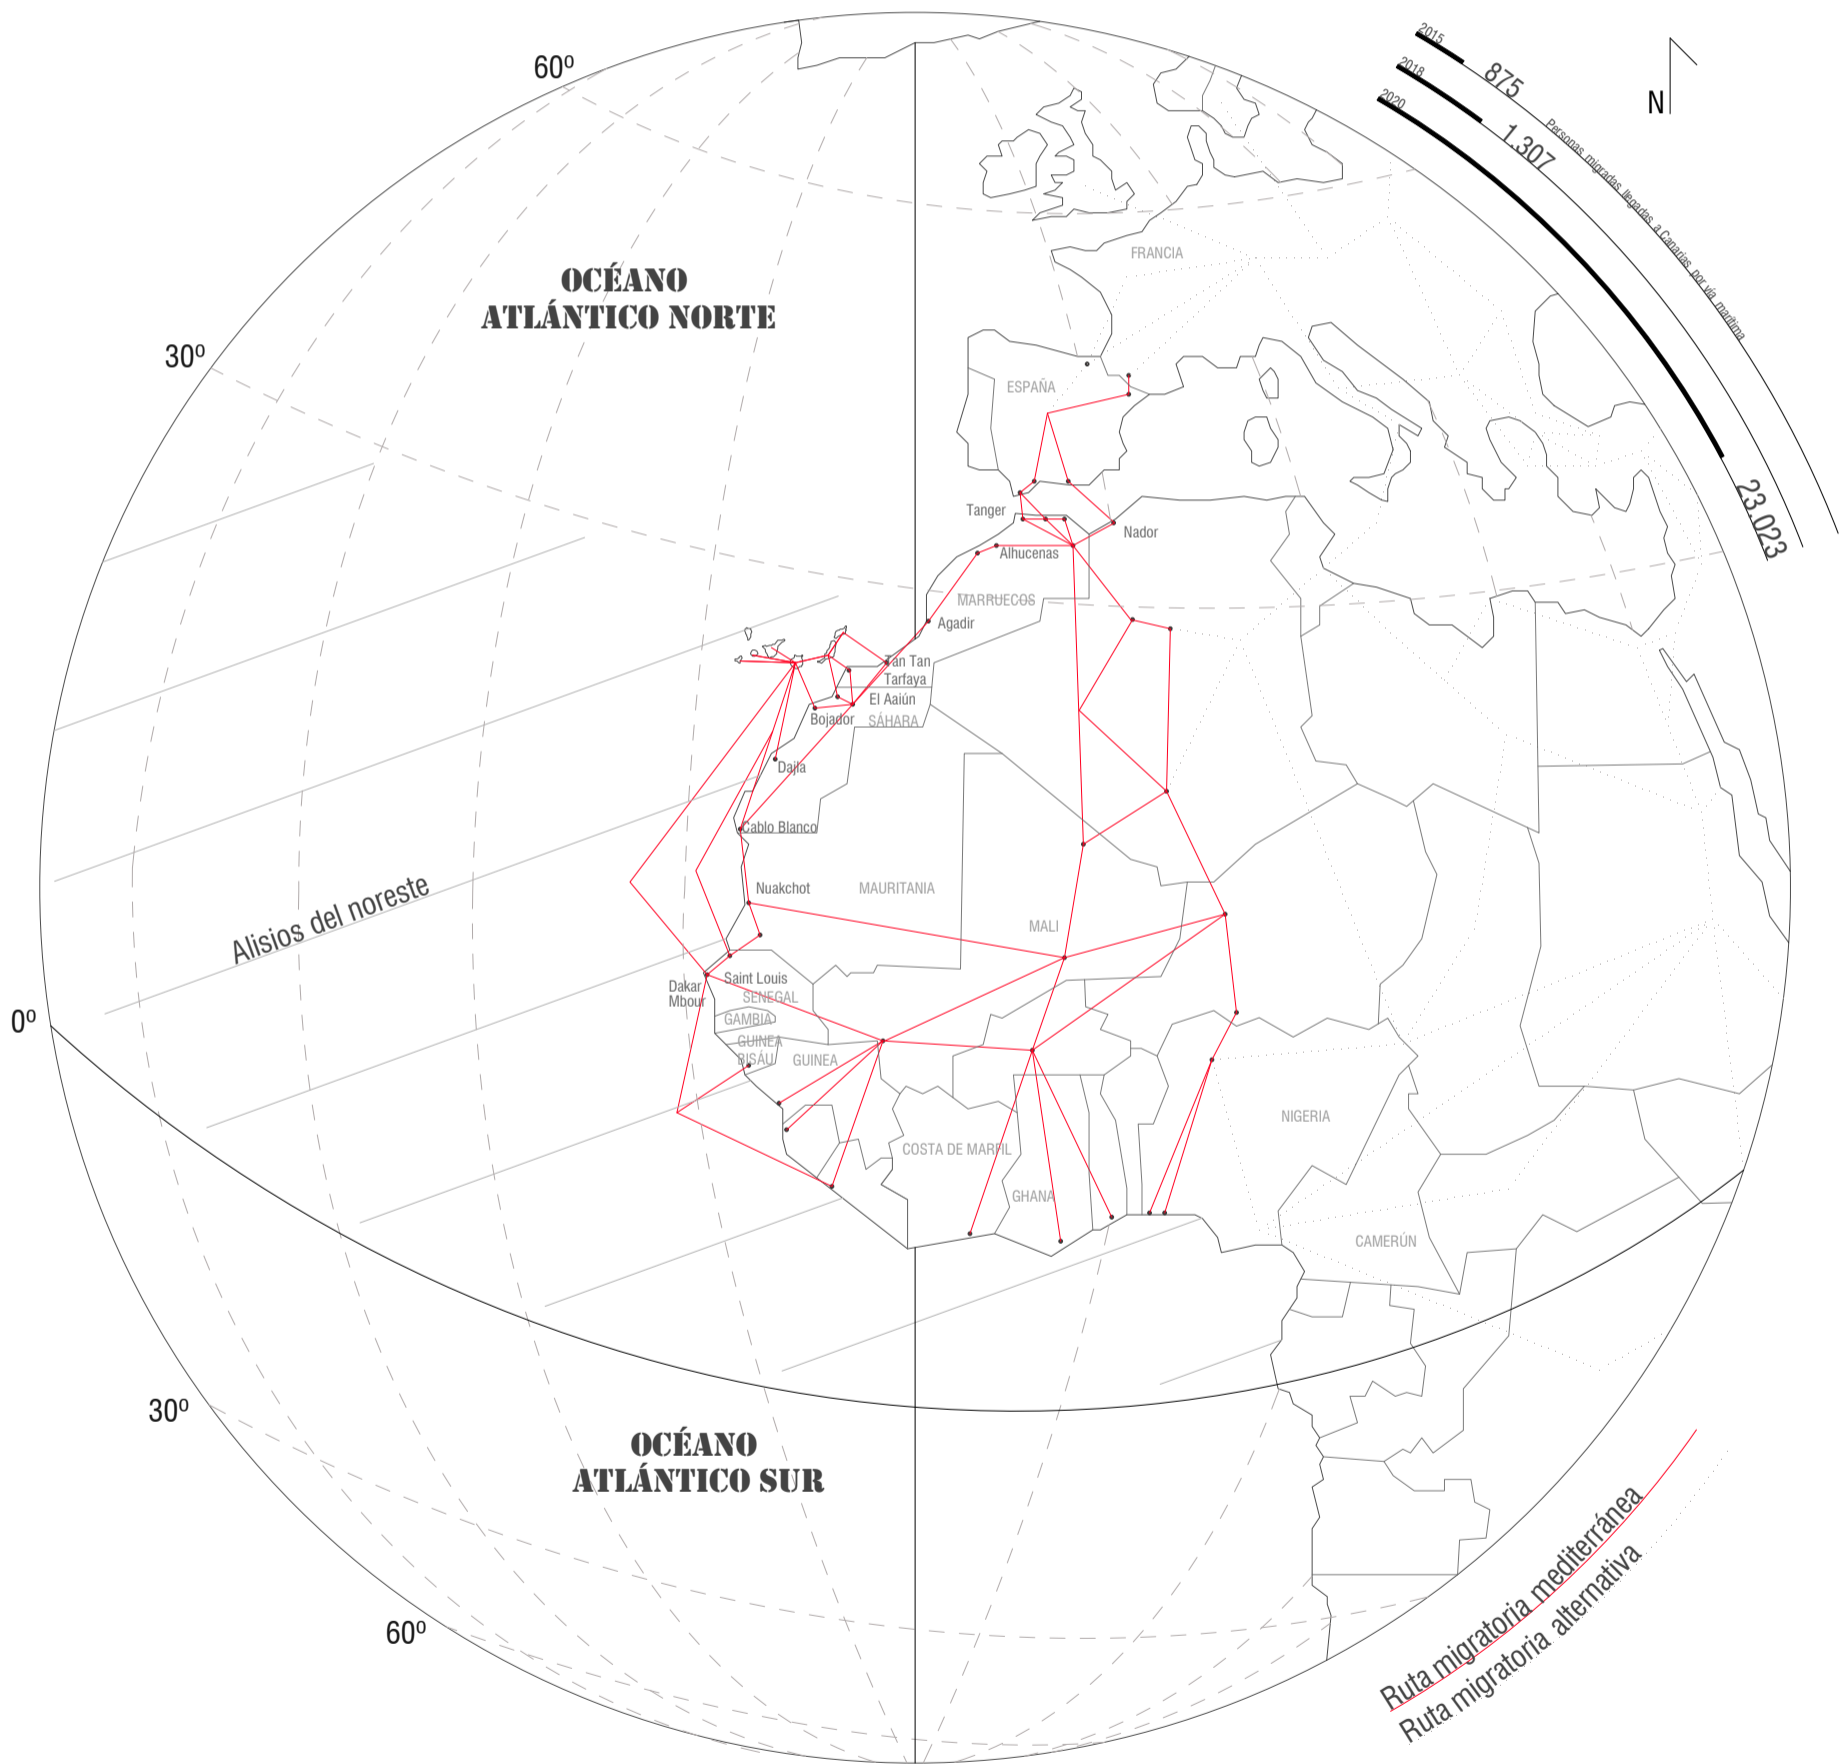 2015
875
2018
1.307
2020
23.023
Personas migradas llegadas a Canarias por vía marítima
N
60º
30º
0º
30º
60º
OCÉANO
ATLÁNTICO NORTE
FRANCIA
ESPAÑA
Tanger
Nador
Alhucenas
MARRUECOS
Agadir
Tan Tan
Tarfaya
El Aaiún
Bojador
SÁHARA
Dajla
Cablo Blanco
Nuakchot
MAURITANIA
MALI
Alisios del noreste
Saint Louis
Dakar
Mbour
SENEGAL
GAMBIA
GUINEA
BISÁU
GUINEA
COSTA DE MARFIL
GHANA
NIGERIA
CAMERÚN
OCÉANO
ATLÁNTICO SUR
Ruta migratoria mediterránea
Ruta migratoria alternativa